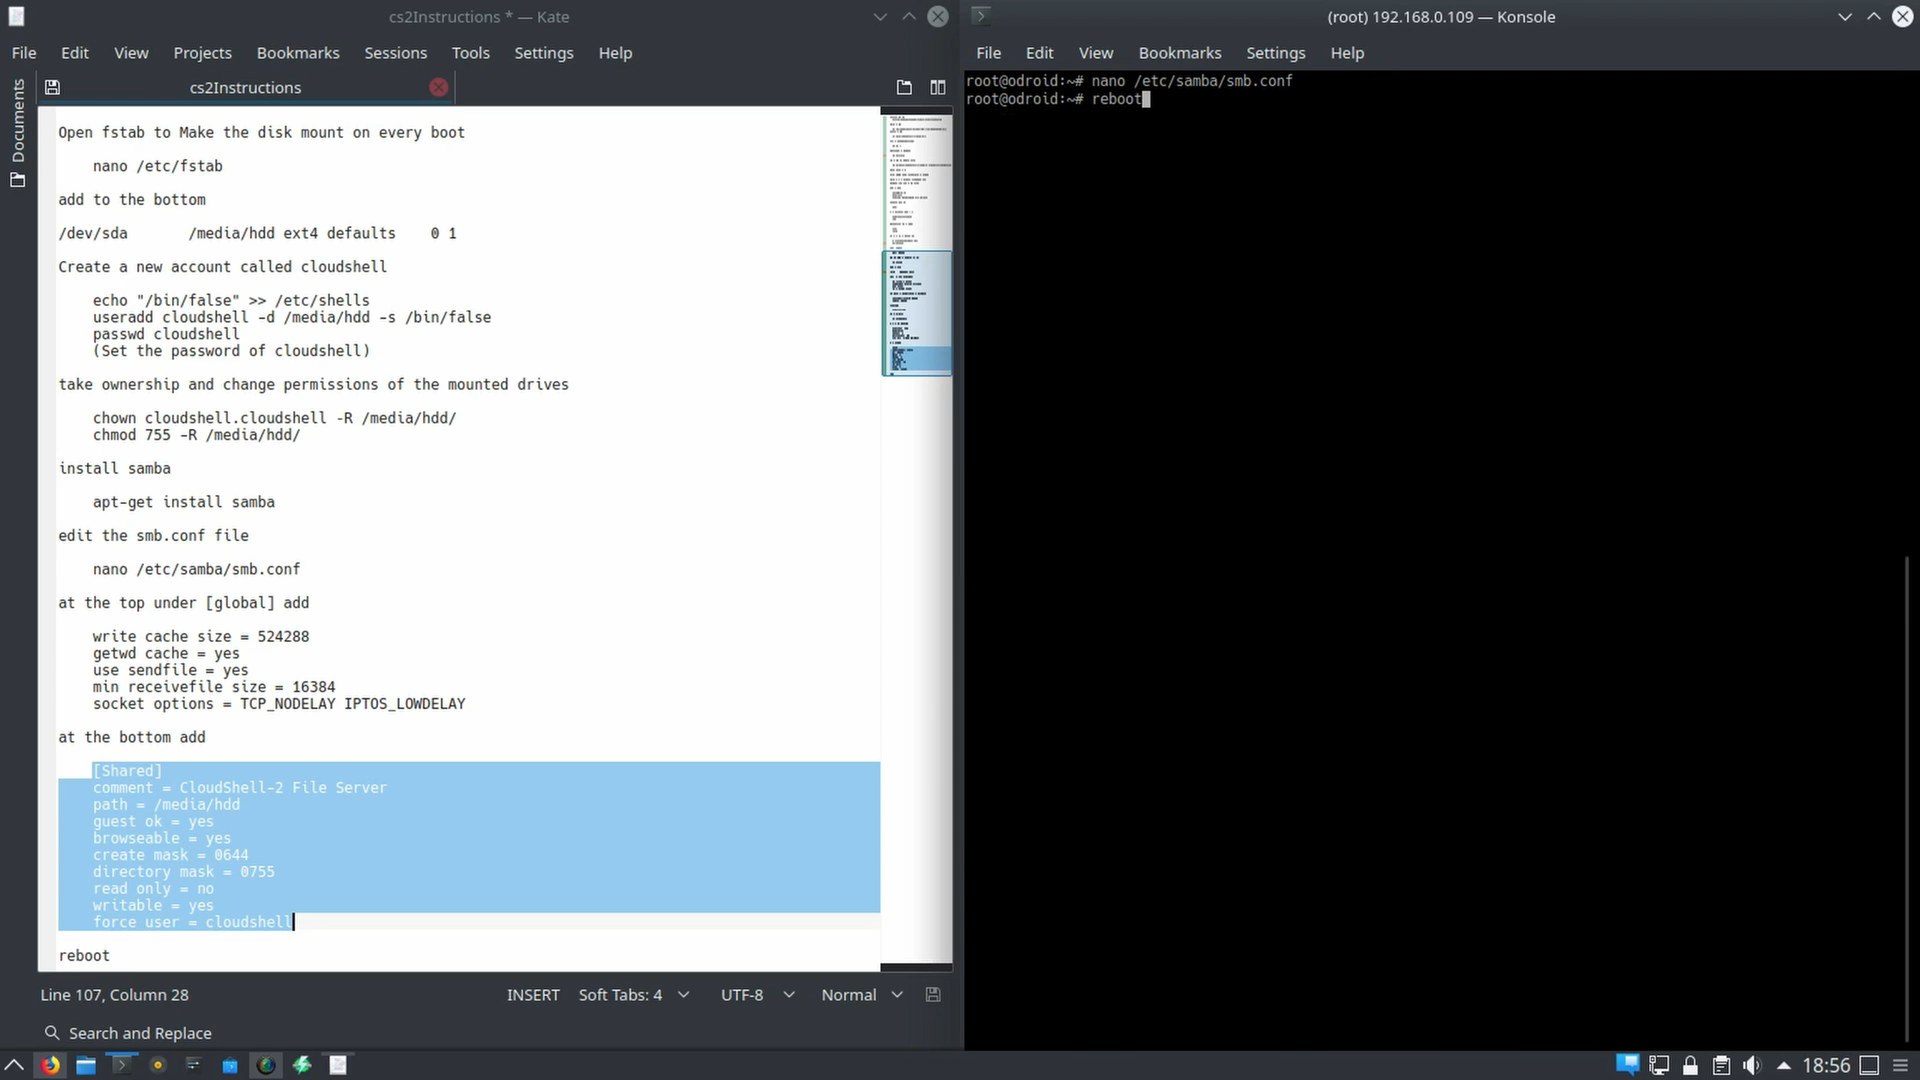 cs2Instructions * — Kate
File Edit View Projects Bookmarks Sessions Tools Settings Help
Documents
cs2Instructions
Open fstab to Make the disk mount on every boot
nano /etc/fstab
add to the bottom
/dev/sda /media/hdd ext4 defaults 0 1
Create a new account called cloudshell
echo "/bin/false" >> /etc/shells
useradd cloudshell -d /media/hdd -s /bin/false
passwd cloudshell
(Set the password of cloudshell)
take ownership and change permissions of the mounted drives
chown cloudshell.cloudshell -R /media/hdd/
chmod 755 -R /media/hdd/
install samba
apt-get install samba
edit the smb.conf file
nano /etc/samba/smb.conf
at the top under [global] add
write cache size = 524288
getwd cache = yes
use sendfile = yes
min receivefile size = 16384
socket options = TCP_NODELAY IPTOS_LOWDELAY
at the bottom add
[Shared]
comment = CloudShell-2 File Server
path = /media/hdd
guest ok = yes
browseable = yes
create mask = 0644
directory mask = 0755
read only = no
writable = yes
force user = cloudshell
reboot
Line 107, Column 28 INSERT Soft Tabs: 4 UTF-8 Normal
Search and Replace
(root) 192.168.0.109 — Konsole
File Edit View Bookmarks Settings Help
root@odroid:~# nano /etc/samba/smb.conf
root@odroid:~# reboot
18:56